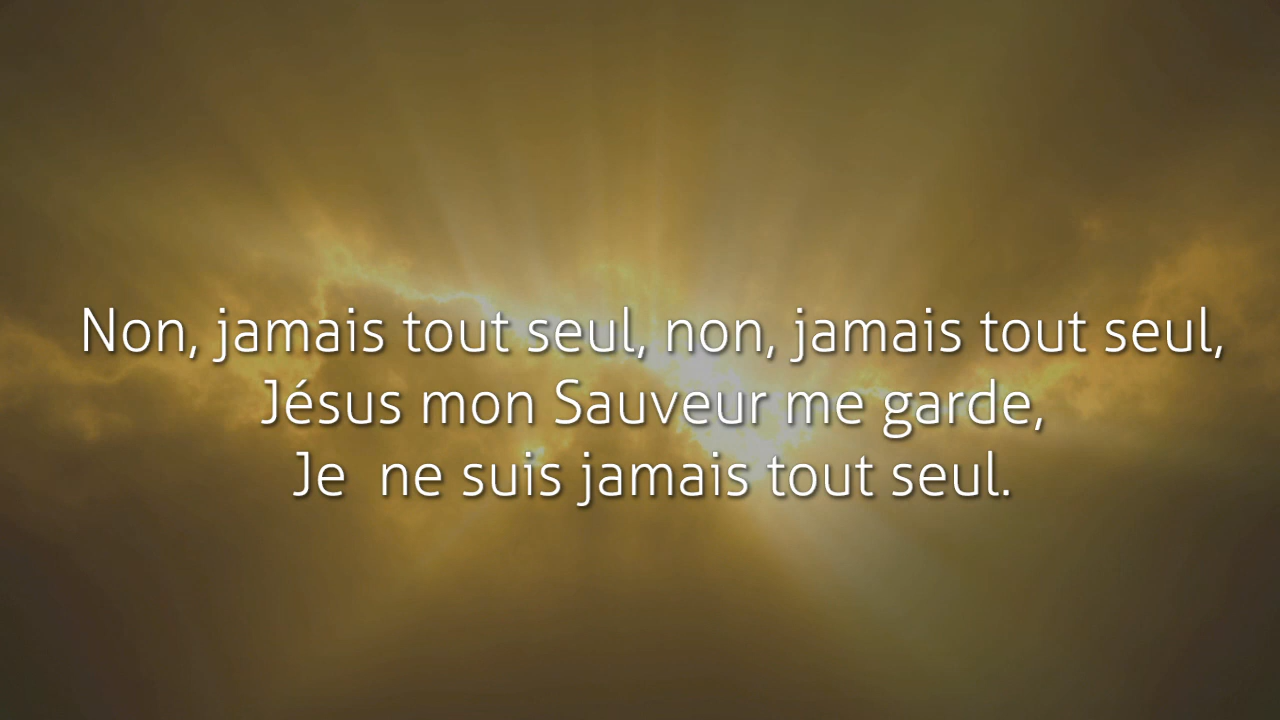 Non, jamais tout seul, non, jamais tout seul,
Jésus mon Sauveur me garde,
Je  ne suis jamais tout seul.